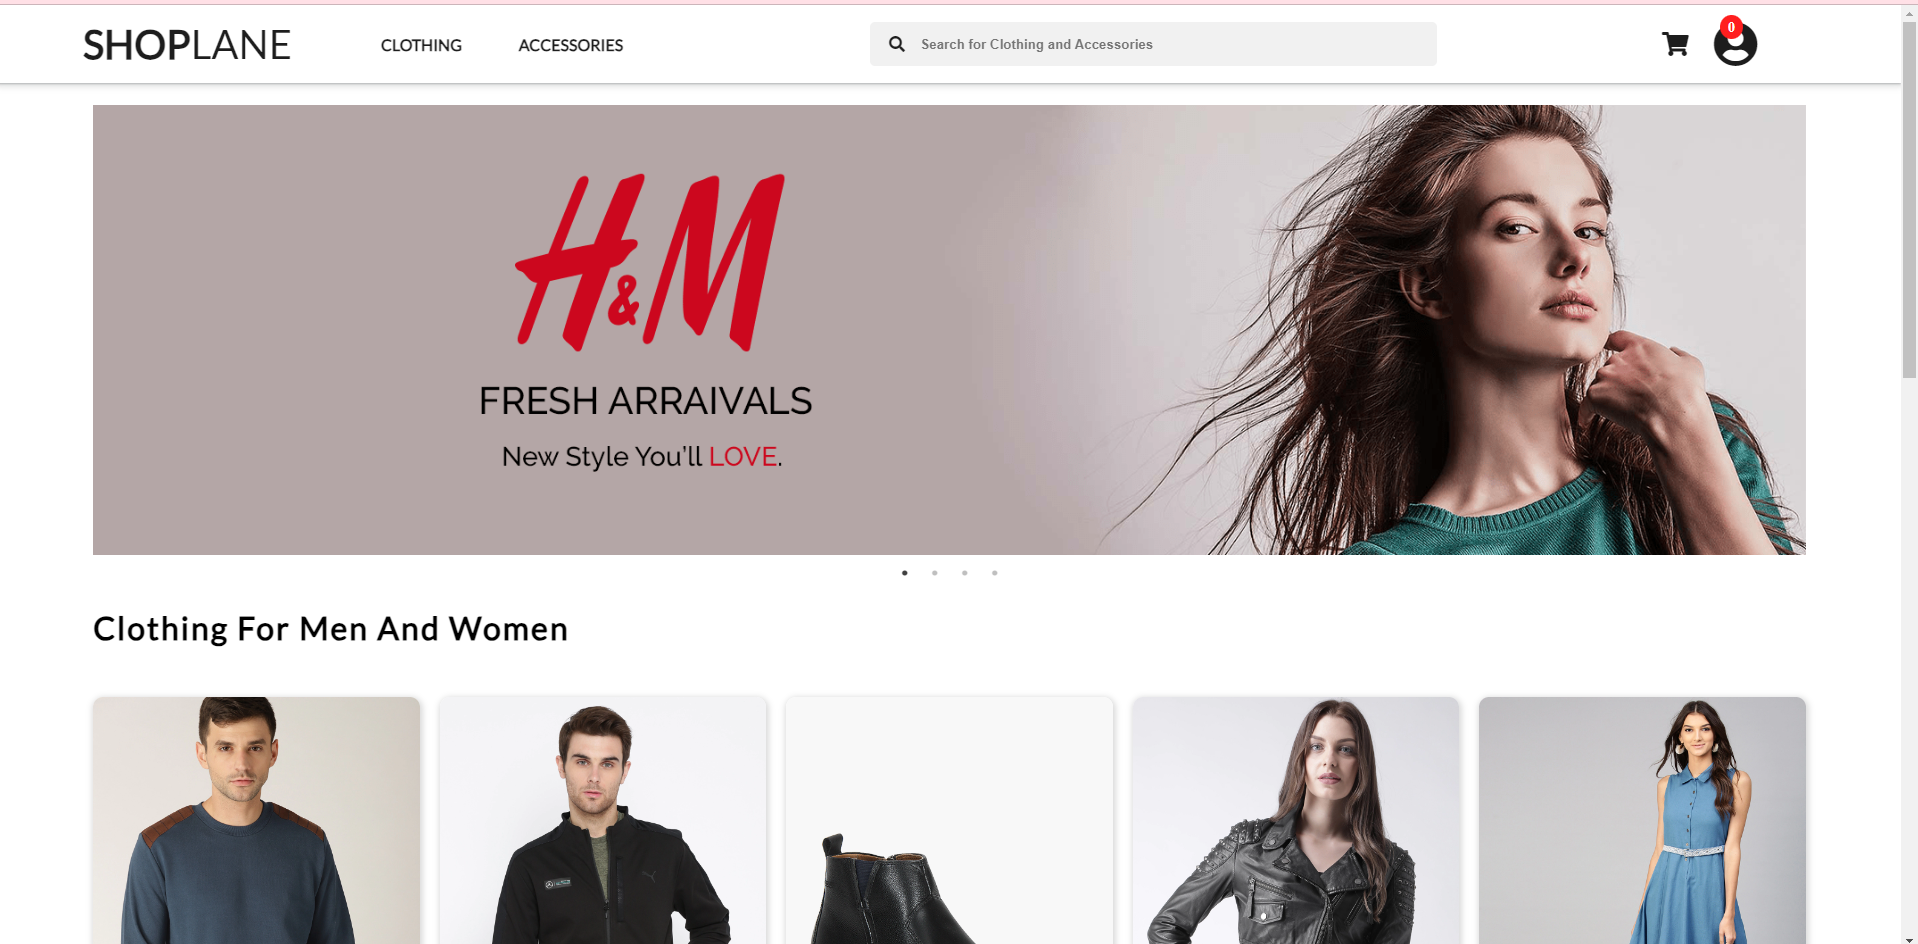 SHOPLANE
CLOTHING
ACCESSORIES
Search for Clothing and Accessories
0
H&M
FRESH ARRAIVALS
New Style You'll LOVE.
Clothing For Men And Women